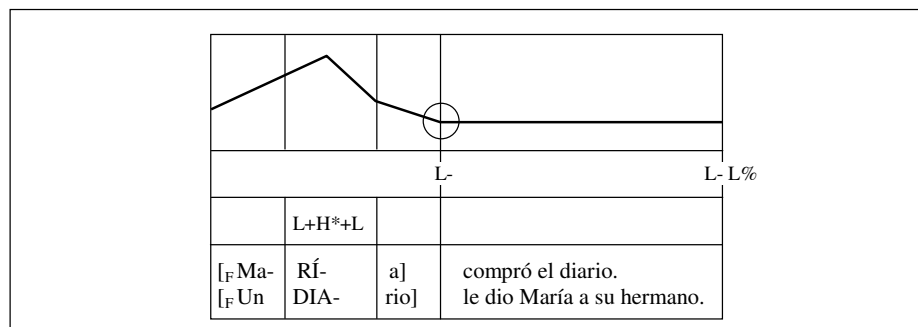 L- L- L%
L+H*+L
[F Ma- RÍ- a] compró el diario.
[F Un DIA- rio] le dio María a su hermano.